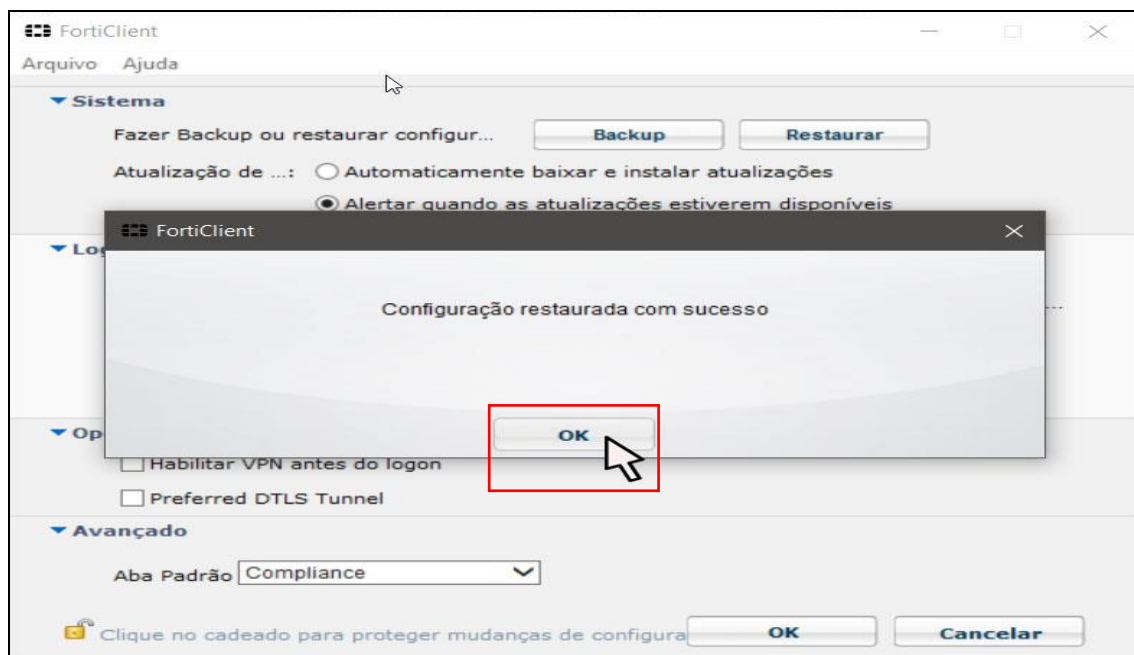 FortiClient
Arquivo Ajuda
Sistema
Fazer Backup ou restaurar configur... Backup Restaurar
Atualização de ...: Automaticamente baixar e instalar atualizações
Alertar quando as atualizações estiverem disponíveis
FortiClient
Log
Configuração restaurada com sucesso
...
OK
Op
Habilitar VPN antes do logon
Preferred DTLS Tunnel
Avançado
Aba Padrão Compliance
Clique no cadeado para proteger mudanças de configura OK Cancelar